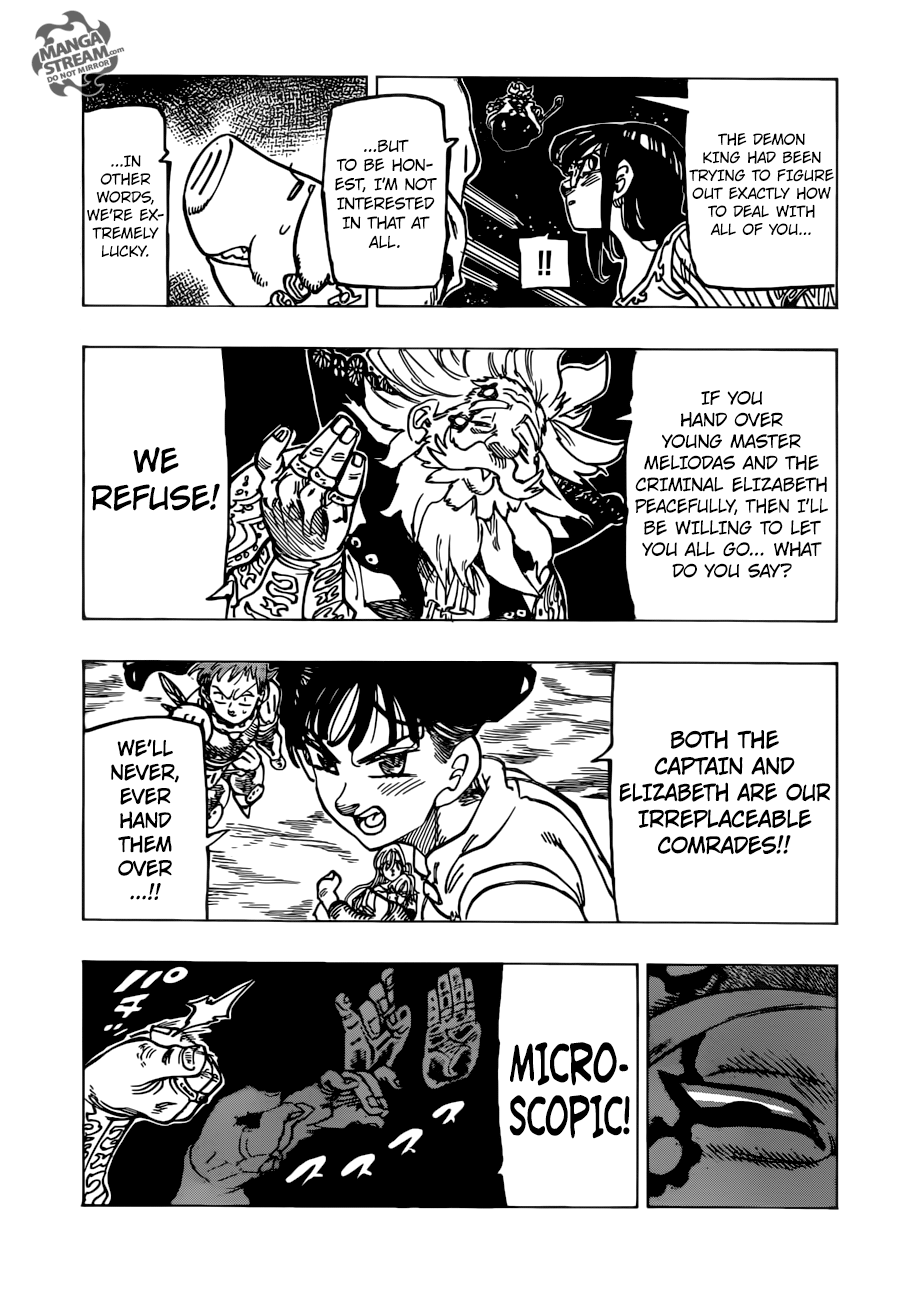 MANGA
STREAM.com
DO NOT MIRROR
THE DEMON
KING HAD BEEN
TRYING TO FIGURE
OUT EXACTLY HOW
TO DEAL WITH
ALL OF YOU...
!!
...BUT
TO BE HON-
EST, I'M NOT
INTERESTED
IN THAT AT
ALL.
...IN
OTHER
WORDS,
WE'RE EX-
TREMELY
LUCKY.
IF YOU
HAND OVER
YOUNG MASTER
MELIODAS AND THE
CRIMINAL ELIZABETH
PEACEFULLY, THEN I'LL
BE WILLING TO LET
YOU ALL GO... WHAT
DO YOU SAY?
WE
REFUSE!
BOTH THE
CAPTAIN AND
ELIZABETH ARE OUR
IRREPLACEABLE
COMRADES!!
WE'LL
NEVER,
EVER
HAND
THEM
OVER
...!!
MICRO-
SCOPIC!
スススス